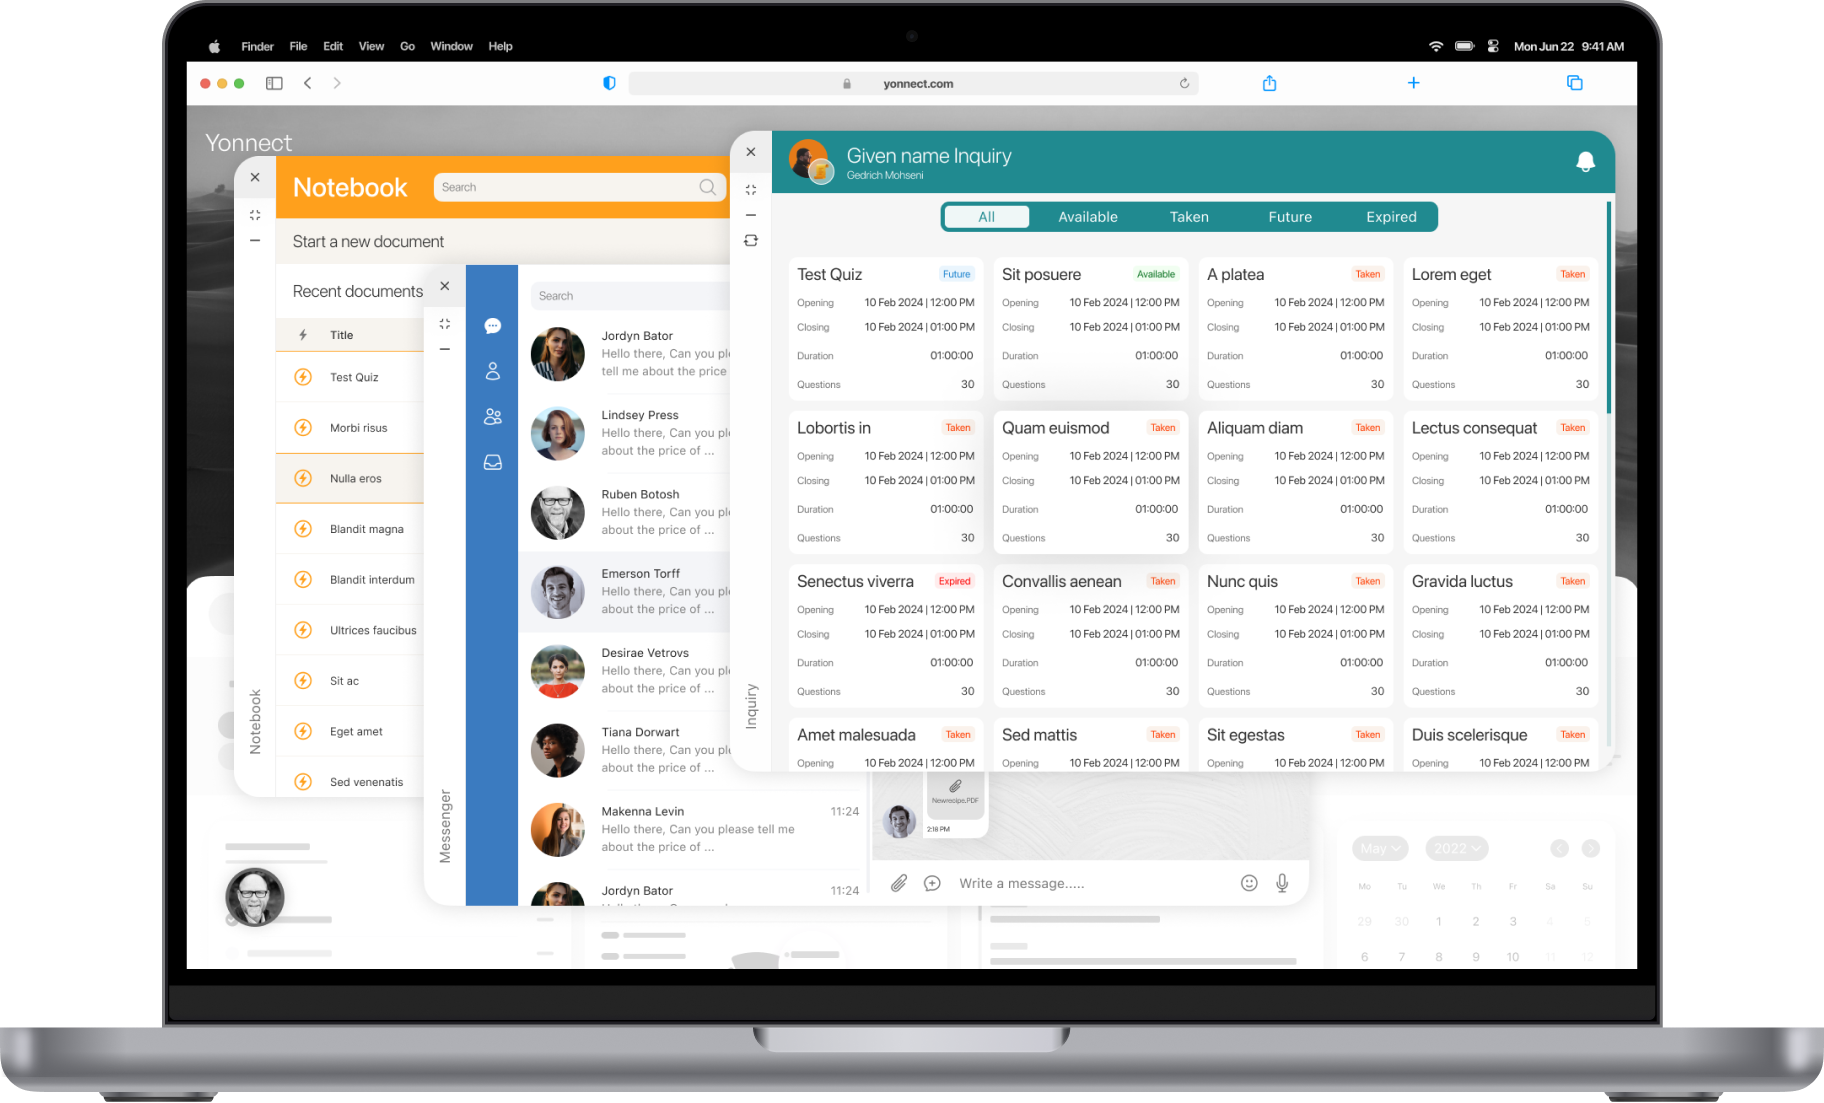 Finder File Edit View Go Window Help
Mon Jun 22 9:41 AM
yonnect.com
Yonnect
Notebook
Search
Start a new document
Recent documents
Title
Test Quiz
Morbi risus
Nulla eros
Blandit magna
Blandit interdum
Ultrices faucibus
Sit ac
Eget amet
Sed venenatis
Notebook
Search
Jordyn Bator
Hello there, Can you ple
tell me about the price
Lindsey Press
Hello there, Can you pl
about the price of ...
Ruben Botosh
Hello there, Can you ple
about the price of ...
Emerson Torff
Hello there, Can you pl
about the price of ...
Desirae Vetrovs
Hello there, Can you pl
about the price of ...
Tiana Dorwart
Hello there, Can you pl
about the price of ...
Makenna Levin 11:24
Hello there, Can you please tell me
about the price of ...
Jordyn Bator 11:24
Messenger
Newrecipe.PDF
2:18 PM
Write a message.....
Given name Inquiry
Gedrich Mohseni
All Available Taken Future Expired
Test Quiz Future
Opening 10 Feb 2024 | 12:00 PM
Closing 10 Feb 2024 | 01:00 PM
Duration 01:00:00
Questions 30
Sit posuere Available
Opening 10 Feb 2024 | 12:00 PM
Closing 10 Feb 2024 | 01:00 PM
Duration 01:00:00
Questions 30
A platea Taken
Opening 10 Feb 2024 | 12:00 PM
Closing 10 Feb 2024 | 01:00 PM
Duration 01:00:00
Questions 30
Lorem eget Taken
Opening 10 Feb 2024 | 12:00 PM
Closing 10 Feb 2024 | 01:00 PM
Duration 01:00:00
Questions 30
Lobortis in Taken
Opening 10 Feb 2024 | 12:00 PM
Closing 10 Feb 2024 | 01:00 PM
Duration 01:00:00
Questions 30
Quam euismod Taken
Opening 10 Feb 2024 | 12:00 PM
Closing 10 Feb 2024 | 01:00 PM
Duration 01:00:00
Questions 30
Aliquam diam Taken
Opening 10 Feb 2024 | 12:00 PM
Closing 10 Feb 2024 | 01:00 PM
Duration 01:00:00
Questions 30
Lectus consequat Taken
Opening 10 Feb 2024 | 12:00 PM
Closing 10 Feb 2024 | 01:00 PM
Duration 01:00:00
Questions 30
Senectus viverra Expired
Opening 10 Feb 2024 | 12:00 PM
Closing 10 Feb 2024 | 01:00 PM
Duration 01:00:00
Questions 30
Convallis aenean Taken
Opening 10 Feb 2024 | 12:00 PM
Closing 10 Feb 2024 | 01:00 PM
Duration 01:00:00
Questions 30
Nunc quis Taken
Opening 10 Feb 2024 | 12:00 PM
Closing 10 Feb 2024 | 01:00 PM
Duration 01:00:00
Questions 30
Gravida luctus Taken
Opening 10 Feb 2024 | 12:00 PM
Closing 10 Feb 2024 | 01:00 PM
Duration 01:00:00
Questions 30
Amet malesuada Taken
Opening 10 Feb 2024 | 12:00 PM
Sed mattis Taken
Opening 10 Feb 2024 | 12:00 PM
Sit egestas Taken
Opening 10 Feb 2024 | 12:00 PM
Duis scelerisque Taken
Opening 10 Feb 2024 | 12:00 PM
Inquiry
May 2022
Mo Tu We Th Fr Sa Su
29 30 1 2 3 4 5
6 7 8 9 10 11 12